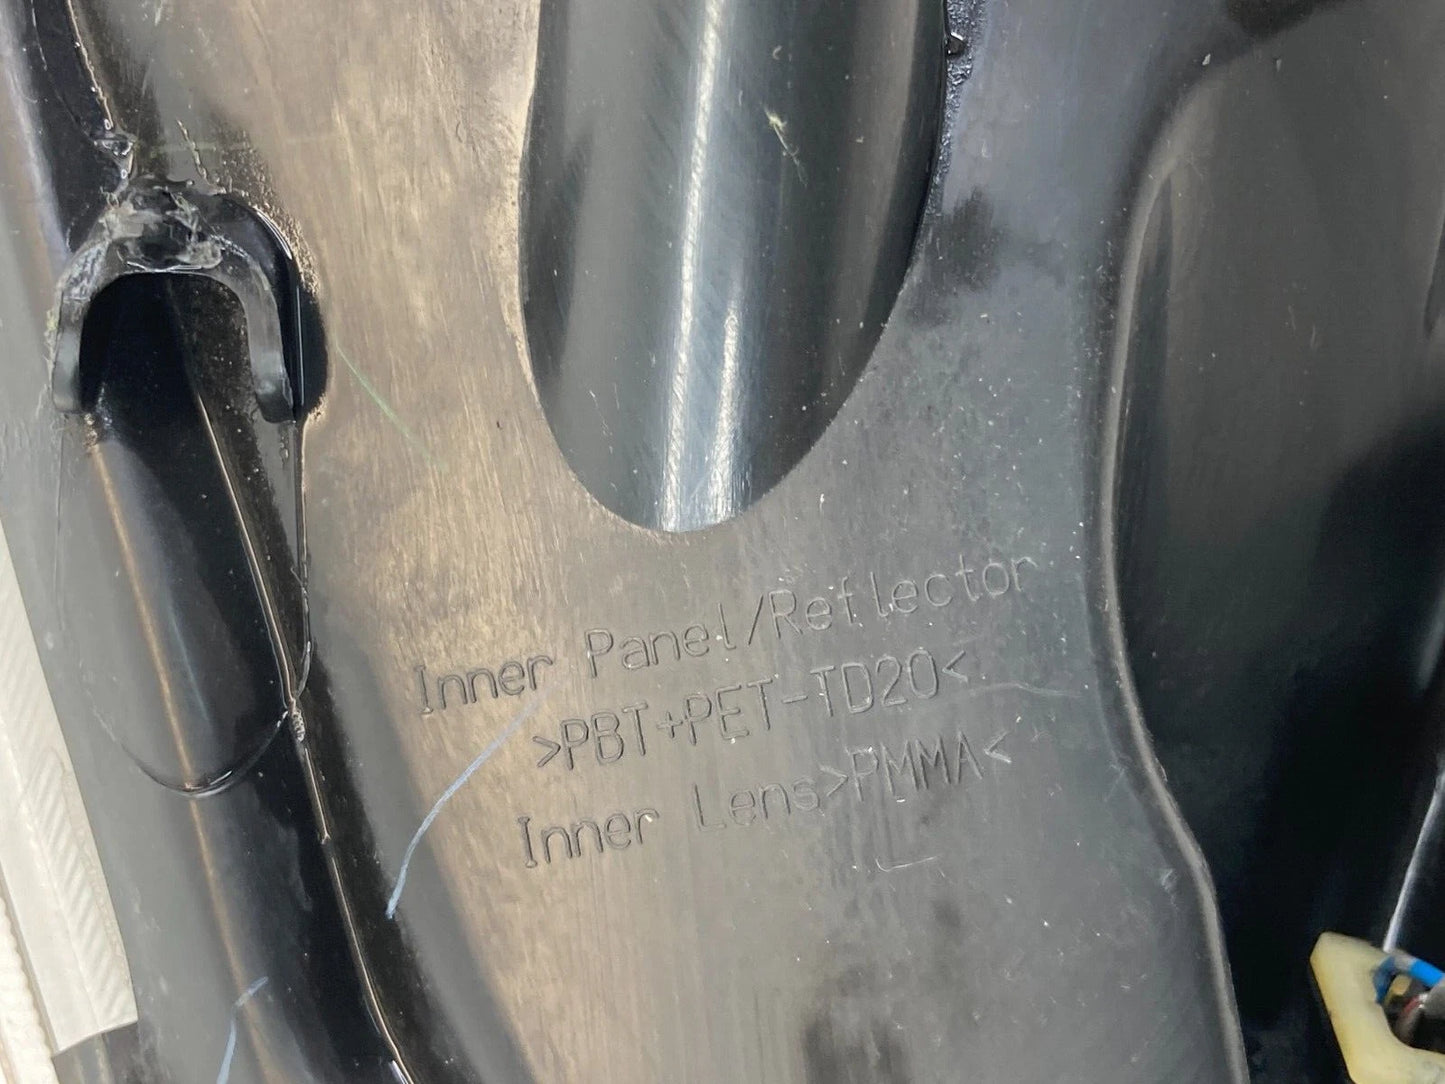 Inner Panel/Reflector
>PBT+PET-TD20<
Inner Lens>PMMA<